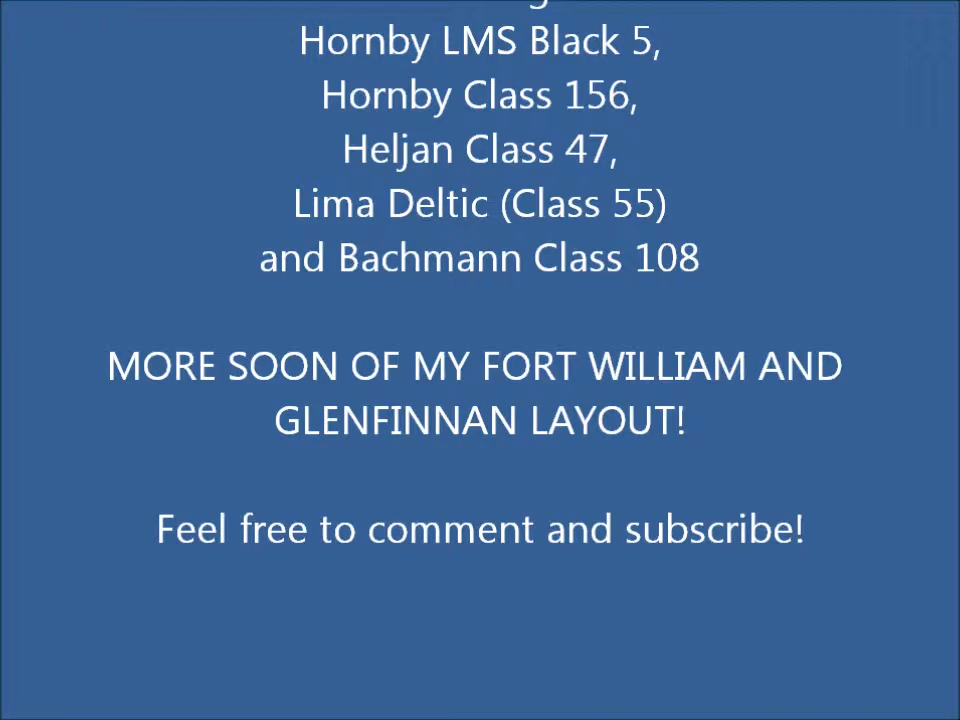 Hornby LMS Black 5,
Hornby Class 156,
Heljan Class 47,
Lima Deltic (Class 55)
and Bachmann Class 108
MORE SOON OF MY FORT WILLIAM AND
GLENFINNAN LAYOUT!
Feel free to comment and subscribe!